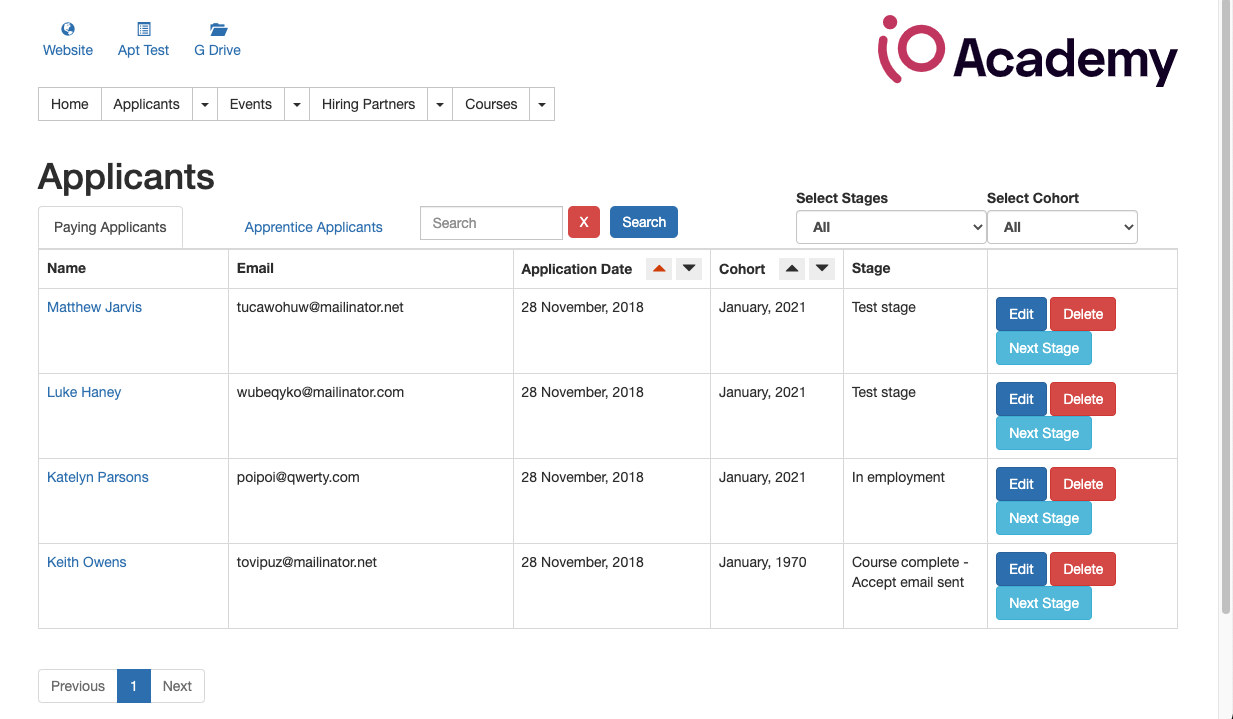 Website Apt Test G Drive
iO Academy
Home Applicants Events Hiring Partners Courses
Applicants
Select Stages Select Cohort
Paying Applicants Apprentice Applicants Search X Search All All
Name Email Application Date Cohort Stage
Matthew Jarvis tucawohuw@mailinator.net 28 November, 2018 January, 2021 Test stage Edit Delete
Next Stage
Luke Haney wubeqyko@mailinator.com 28 November, 2018 January, 2021 Test stage Edit Delete
Next Stage
Katelyn Parsons poipoi@qwerty.com 28 November, 2018 January, 2021 In employment Edit Delete
Next Stage
Keith Owens tovipuz@mailinator.net 28 November, 2018 January, 1970 Course complete - Edit Delete
Accept email sent
Next Stage
Previous 1 Next